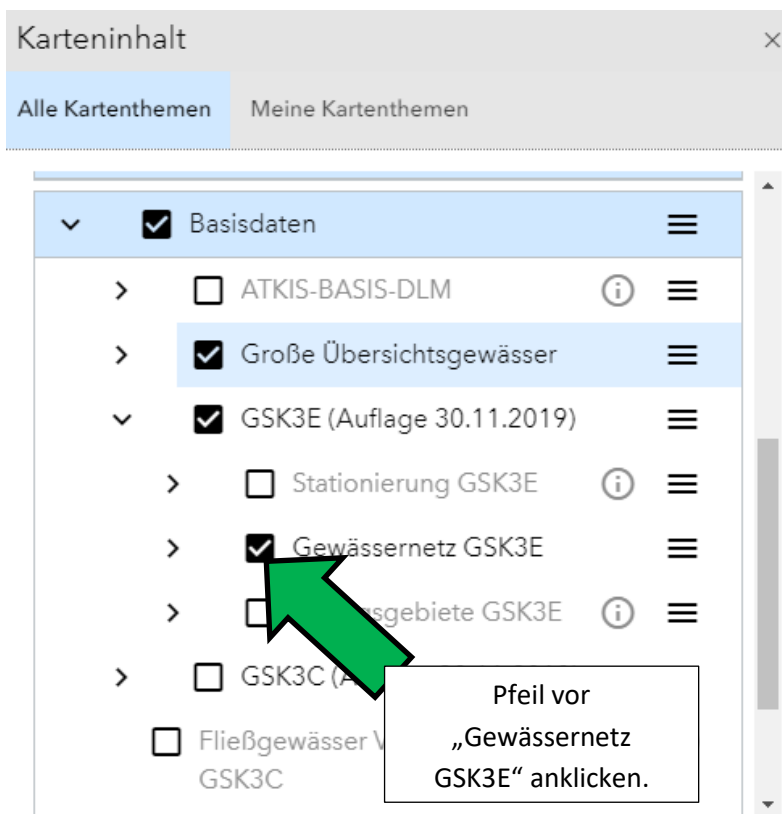 Karteninhalt
Alle Kartenthemen Meine Kartenthemen
Basisdaten
ATKIS-BASIS-DLM
Große Übersichtsgewässer
GSK3E (Auflage 30.11.2019)
Stationierung GSK3E
Gewässernetz GSK3E
GSK3E
GSK3C
Fließgewässer
GSK3C
Pfeil vor
„Gewässernetz
GSK3E“ anklicken.